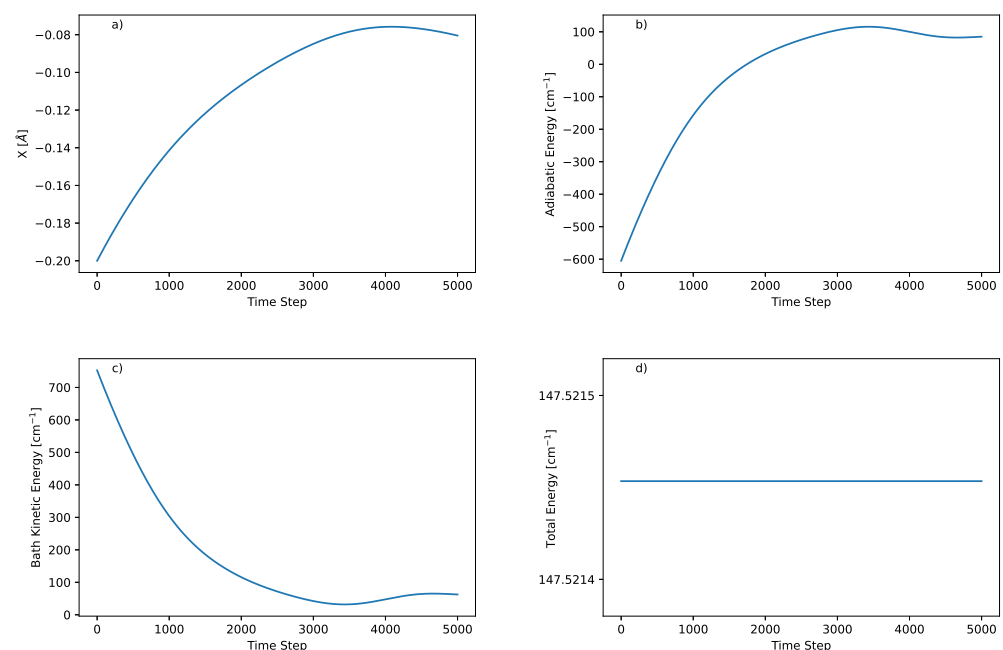 a)
−0.08
−0.10
−0.12
−0.14
−0.16
−0.18
−0.20
X [Å]
0 1000 2000 3000 4000 5000
Time Step
b)
100
0
−100
−200
−300
−400
−500
−600
Adiabatic Energy [cm⁻¹]
0 1000 2000 3000 4000 5000
Time Step
c)
700
600
500
400
300
200
100
0
Bath Kinetic Energy [cm⁻¹]
0 1000 2000 3000 4000 5000
Time Step
d)
147.5215
147.5214
Total Energy [cm⁻¹]
0 1000 2000 3000 4000 5000
Time Step